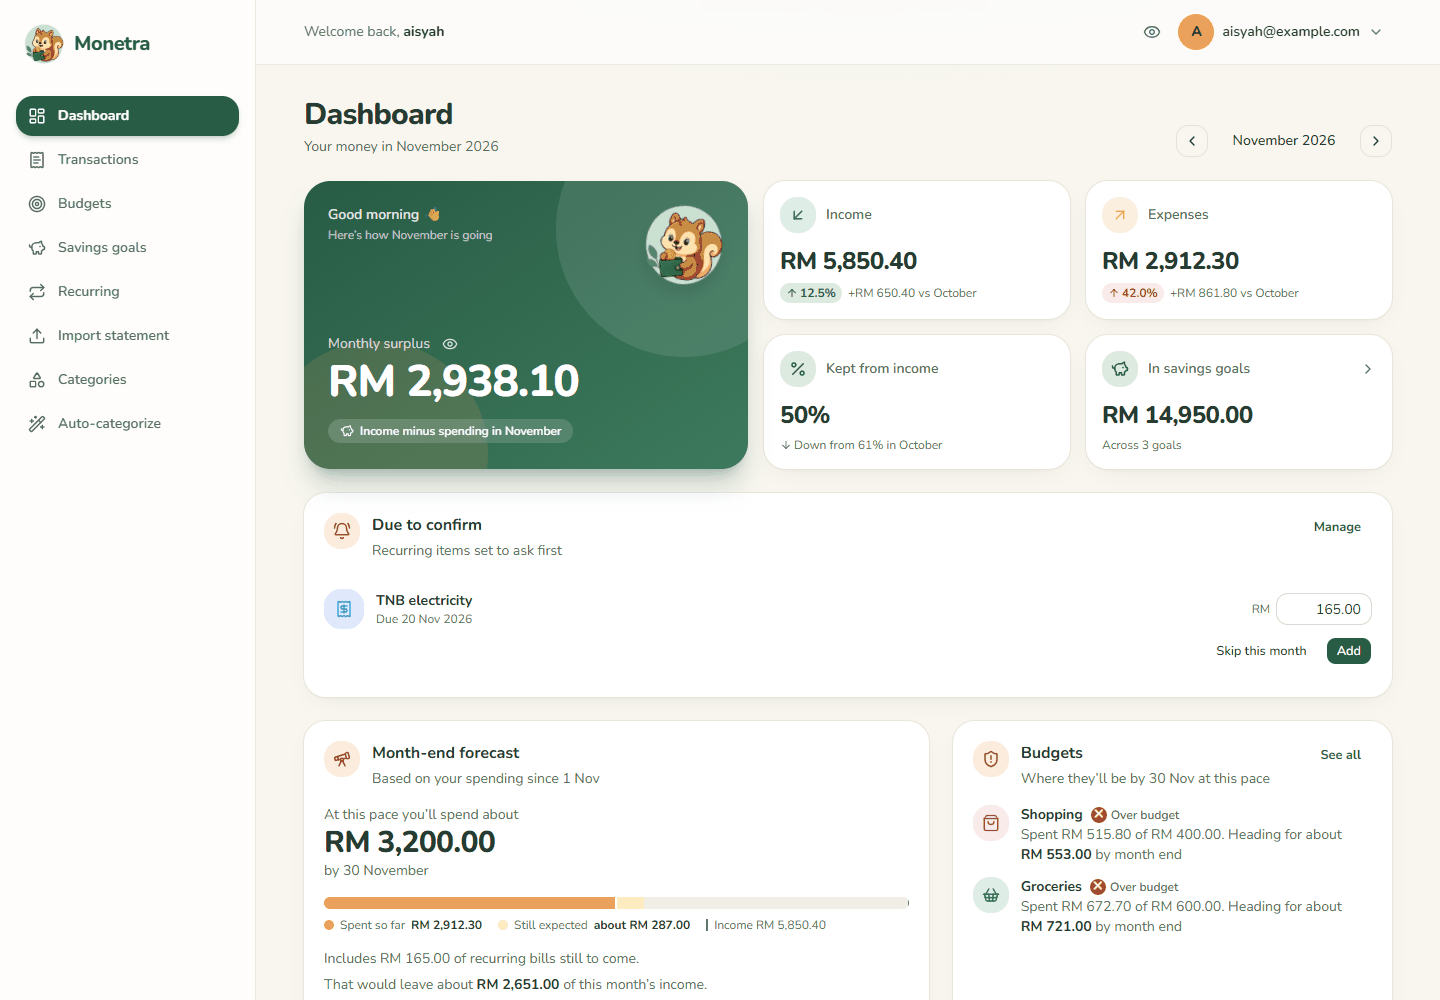 Monetra
Dashboard
Transactions
Budgets
Savings goals
Recurring
Import statement
Categories
Auto-categorize
Welcome back, aisyah
A
aisyah@example.com
Dashboard
Your money in November 2026
November 2026
Good morning 👋
Here's how November is going
Monthly surplus
RM 2,938.10
Income minus spending in November
Income
RM 5,850.40
↑ 12.5% +RM 650.40 vs October
Expenses
RM 2,912.30
↑ 42.0% +RM 861.80 vs October
Kept from income
50%
↓ Down from 61% in October
In savings goals
RM 14,950.00
Across 3 goals
Due to confirm
Recurring items set to ask first
Manage
TNB electricity
Due 20 Nov 2026
RM 165.00
Skip this month
Add
Month-end forecast
Based on your spending since 1 Nov
At this pace you'll spend about
RM 3,200.00
by 30 November
Spent so far RM 2,912.30 Still expected about RM 287.00 Income RM 5,850.40
Includes RM 165.00 of recurring bills still to come.
That would leave about RM 2,651.00 of this month's income.
Budgets
Where they'll be by 30 Nov at this pace
See all
Shopping Over budget
Spent RM 515.80 of RM 400.00. Heading for about
RM 553.00 by month end
Groceries Over budget
Spent RM 672.70 of RM 600.00. Heading for about
RM 721.00 by month end